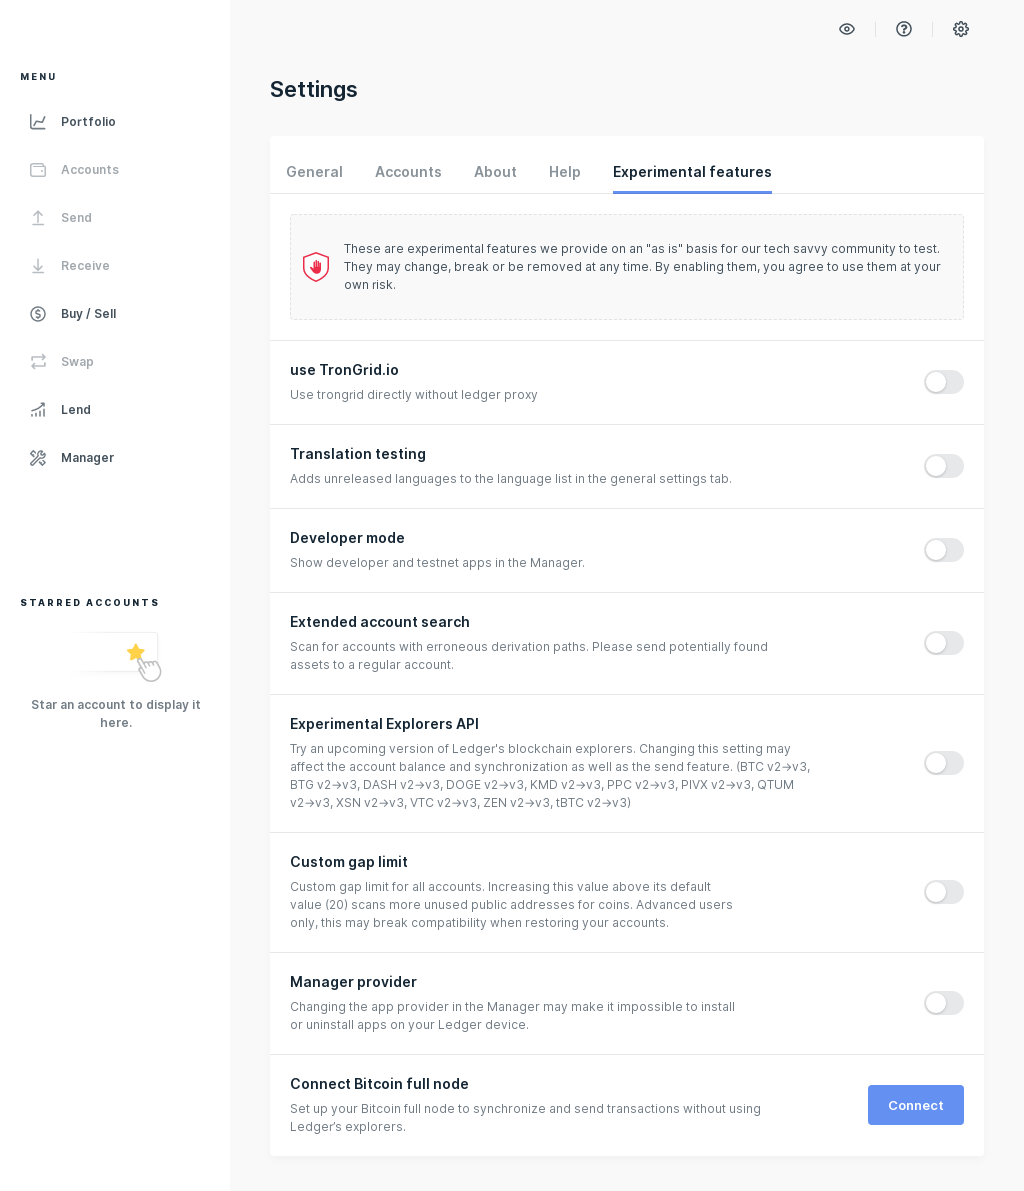 MENU
Portfolio
Accounts
Send
Receive
Buy / Sell
Swap
Lend
Manager
STARRED ACCOUNTS
Star an account to display it
here.
Settings
General
Accounts
About
Help
Experimental features
These are experimental features we provide on an "as is" basis for our tech savvy community to test.
They may change, break or be removed at any time. By enabling them, you agree to use them at your
own risk.
use TronGrid.io
Use trongrid directly without ledger proxy
Translation testing
Adds unreleased languages to the language list in the general settings tab.
Developer mode
Show developer and testnet apps in the Manager.
Extended account search
Scan for accounts with erroneous derivation paths. Please send potentially found
assets to a regular account.
Experimental Explorers API
Try an upcoming version of Ledger's blockchain explorers. Changing this setting may
affect the account balance and synchronization as well as the send feature. (BTC v2→v3,
BTG v2→v3, DASH v2→v3, DOGE v2→v3, KMD v2→v3, PPC v2→v3, PIVX v2→v3, QTUM
v2→v3, XSN v2→v3, VTC v2→v3, ZEN v2→v3, tBTC v2→v3)
Custom gap limit
Custom gap limit for all accounts. Increasing this value above its default
value (20) scans more unused public addresses for coins. Advanced users
only, this may break compatibility when restoring your accounts.
Manager provider
Changing the app provider in the Manager may make it impossible to install
or uninstall apps on your Ledger device.
Connect Bitcoin full node
Set up your Bitcoin full node to synchronize and send transactions without using
Ledger's explorers.
Connect